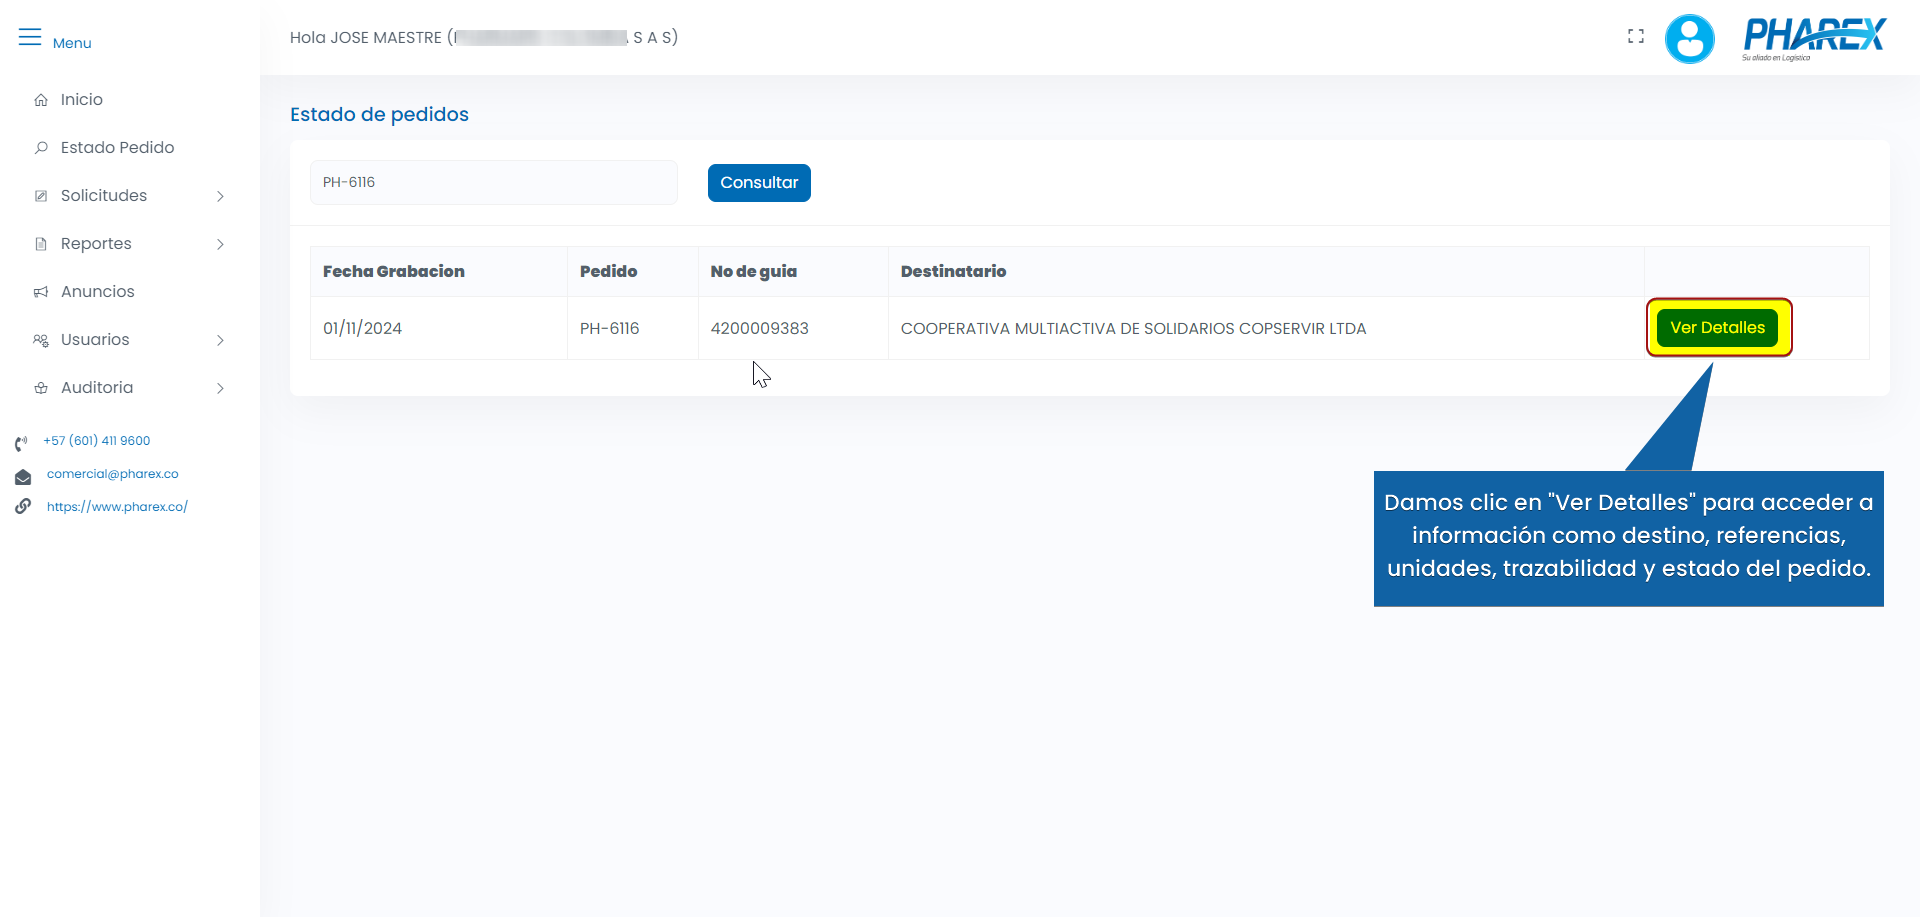 Menu
Hola JOSE MAESTRE ( S A S)
PHAREX
Su aliado en Logística
Inicio
Estado Pedido
Solicitudes
Reportes
Anuncios
Usuarios
Auditoria
+57 (601) 411 9600
comercial@pharex.co
https://www.pharex.co/
Estado de pedidos
PH-6116
Consultar
Fecha Grabacion Pedido No de guia Destinatario
01/11/2024 PH-6116 4200009383 COOPERATIVA MULTIACTIVA DE SOLIDARIOS COPSERVIR LTDA Ver Detalles
Damos clic en "Ver Detalles" para acceder a
información como destino, referencias,
unidades, trazabilidad y estado del pedido.